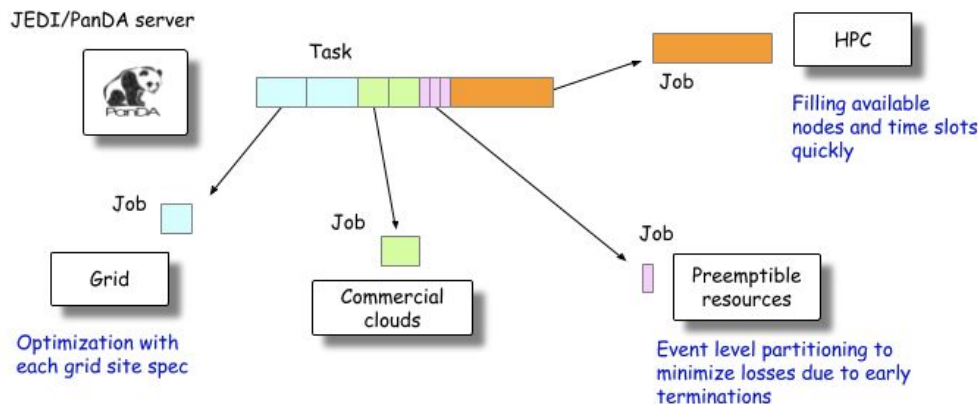 JEDI/PanDA server
PanDA
Task
Job
HPC
Filling available
nodes and time slots
quickly
Job
Grid
Optimization with
each grid site spec
Job
Commercial
clouds
Job
Preemptible
resources
Event level partitioning to
minimize losses due to early
terminations